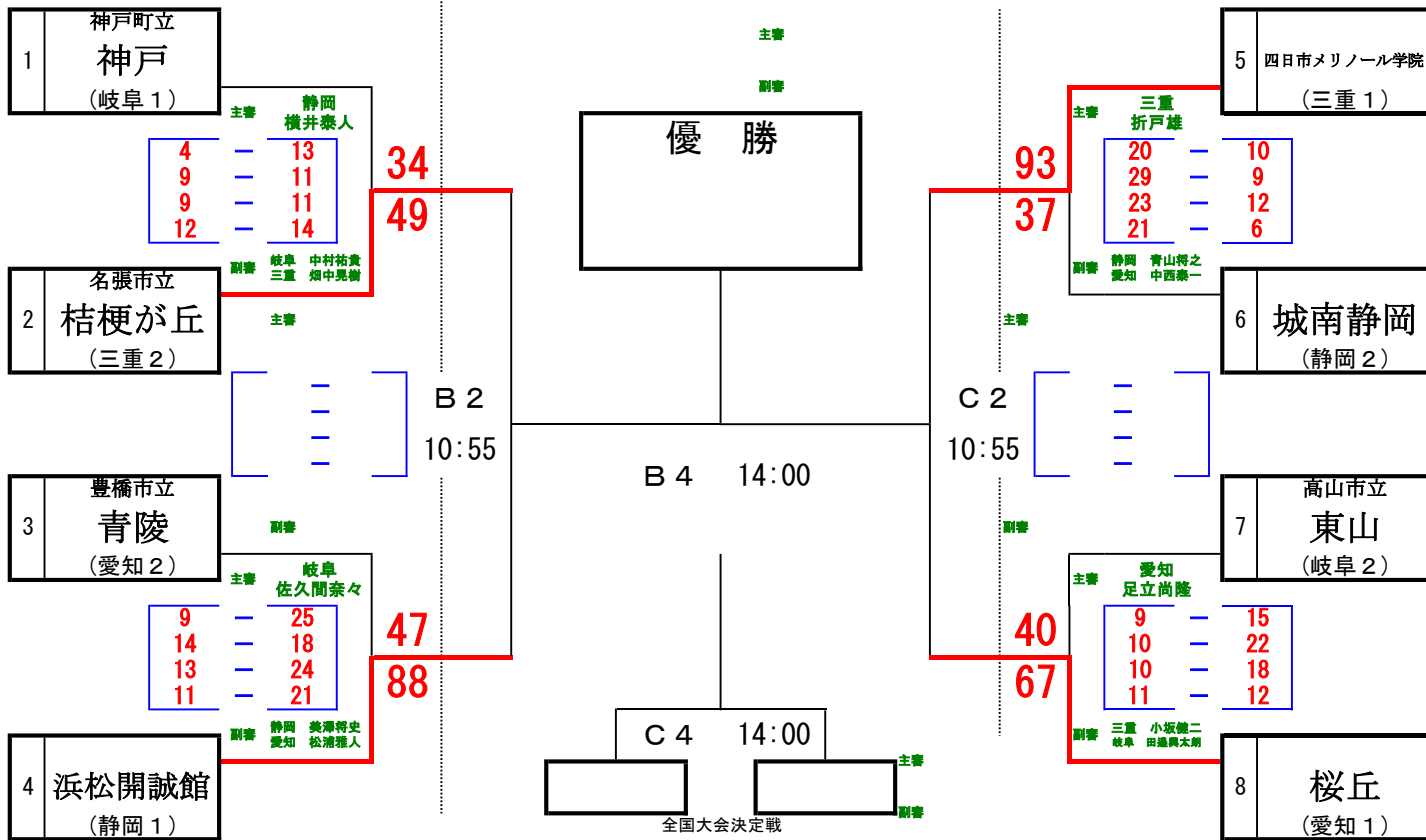 1
神戸町立
神戸
(岐阜1)
主審
静岡
横井泰人
4 － 13
9 － 11
9 － 11
12 － 14
34
49
副審
岐阜 中村祐貴
三重 畑中晃樹
2
名張市立
桔梗が丘
(三重2)
主審
－
－
－
－
B2
10:55
副審
3
豊橋市立
青陵
(愛知2)
主審
岐阜
佐久間奈々
9 － 25
14 － 18
13 － 24
11 － 21
47
88
副審
静岡 美澤将史
愛知 松浦雅人
4
浜松開誠館
(静岡1)
主審
副審
優 勝
B4 14:00
C4 14:00
主審
副審
全国大会決定戦
5
四日市メリノール学院
(三重1)
主審
三重
折戸雄
20 － 10
29 － 9
23 － 12
21 － 6
93
37
副審
静岡 青山将之
愛知 中西泰一
6
城南静岡
(静岡2)
主審
－
－
－
－
C2
10:55
副審
7
高山市立
東山
(岐阜2)
主審
愛知
足立尚隆
9 － 15
10 － 22
10 － 18
11 － 12
40
67
副審
三重 小坂健二
岐阜 田邉興太朗
8
桜丘
(愛知1)